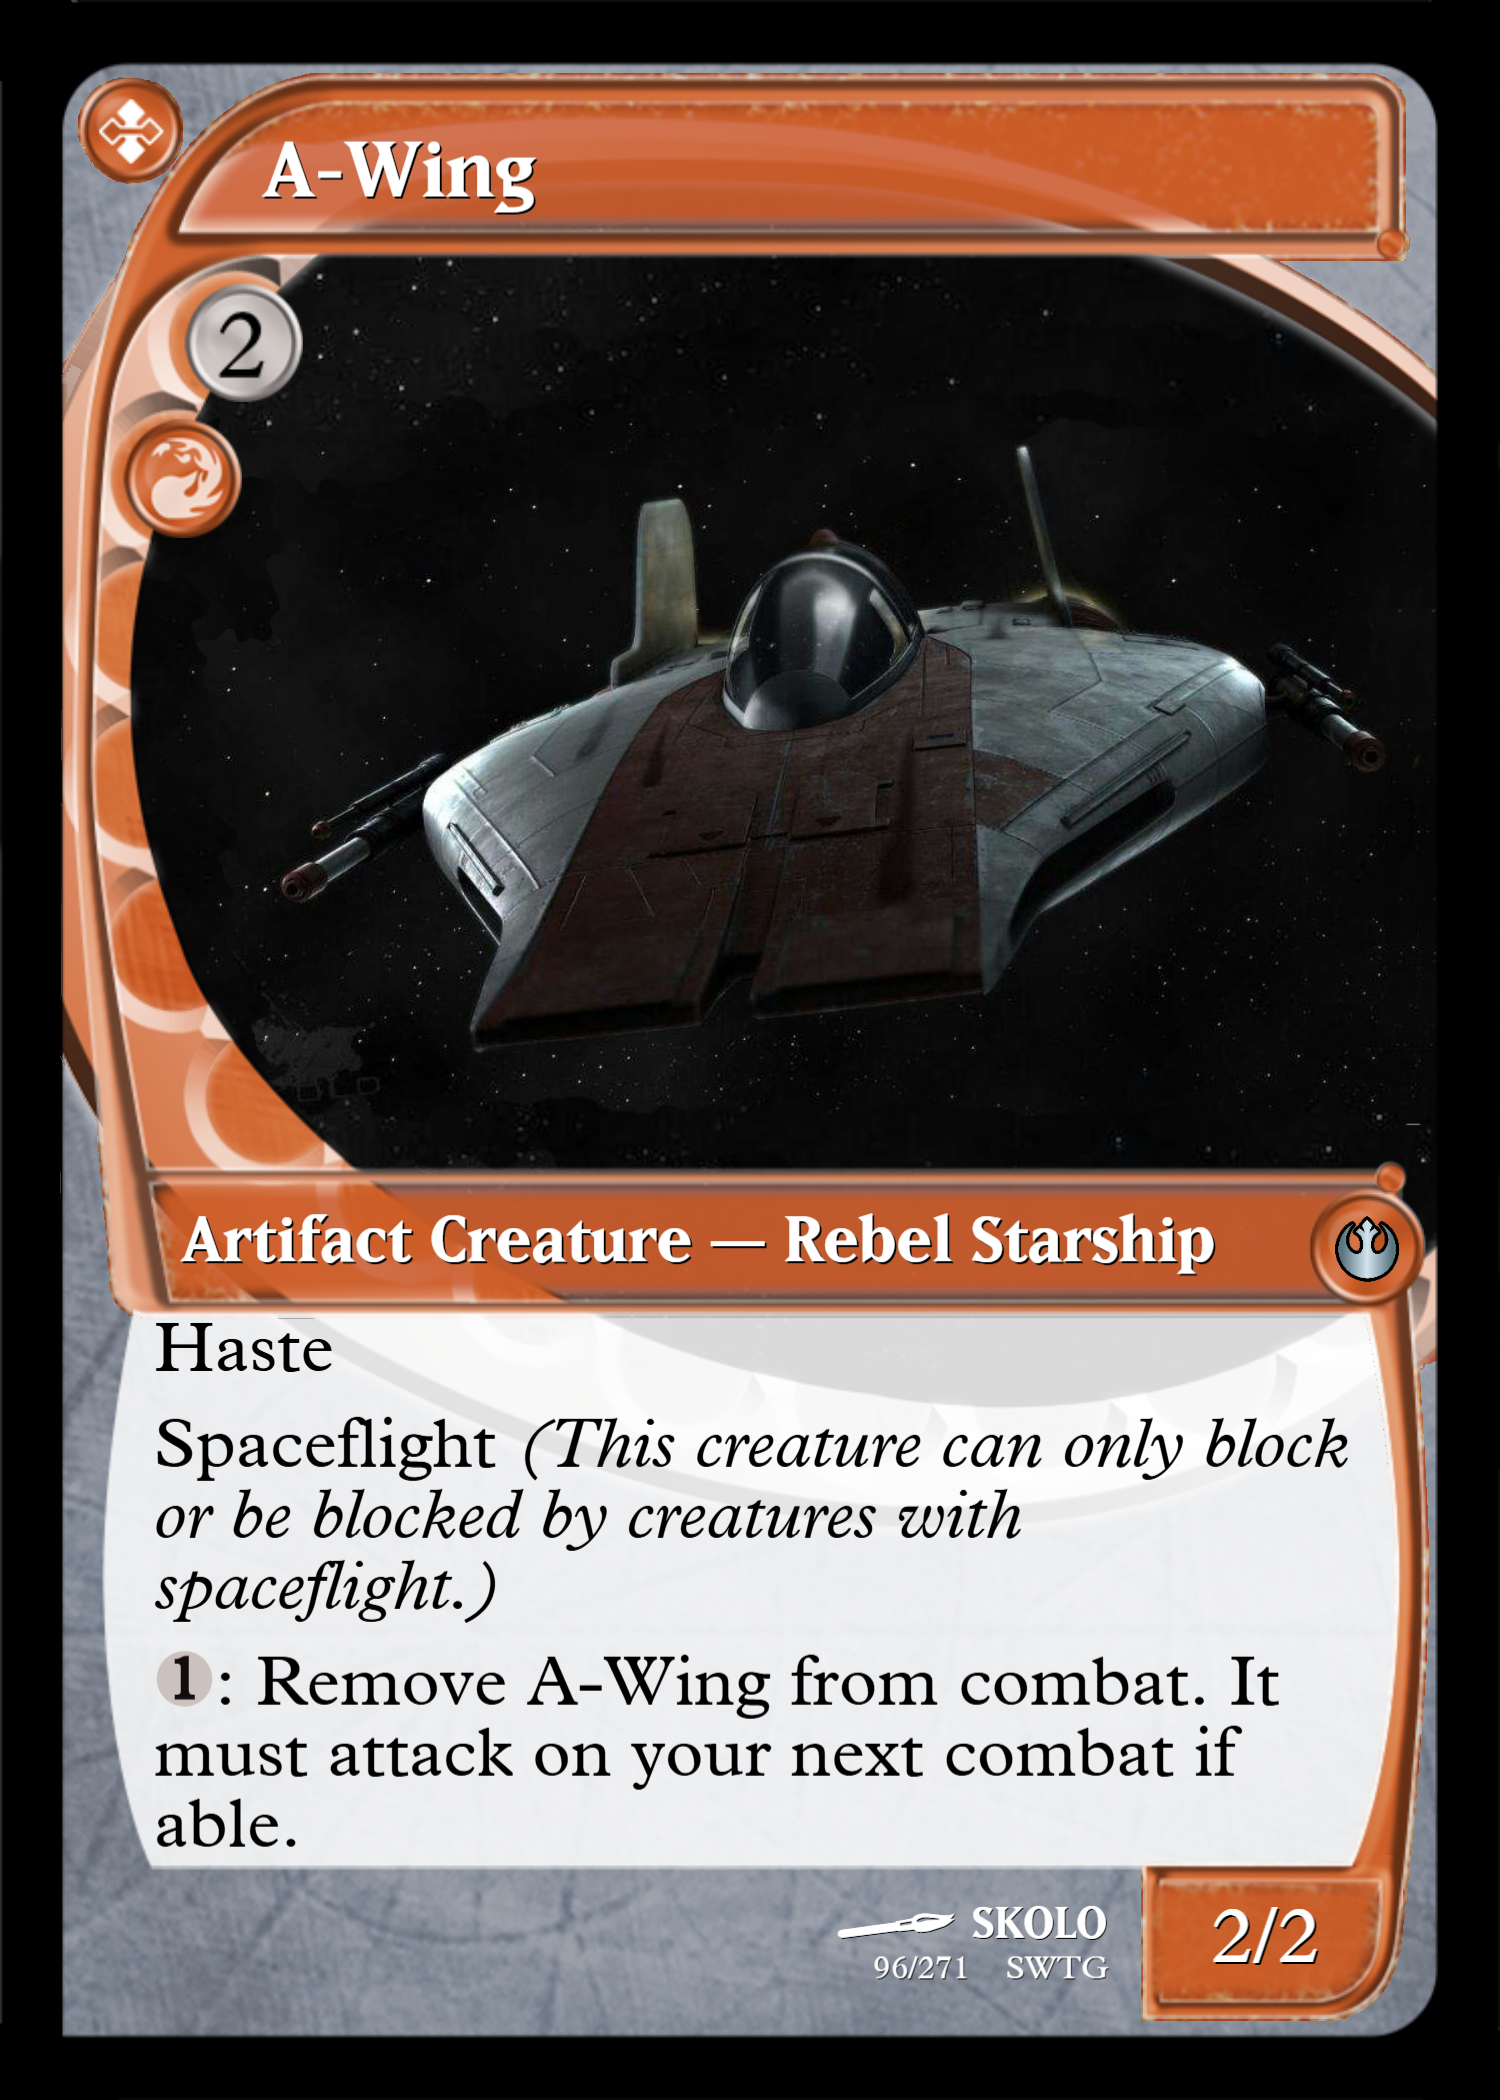 A-Wing
2
Artifact Creature — Rebel Starship
Haste
Spaceflight (This creature can only block
or be blocked by creatures with
spaceflight.)
1: Remove A-Wing from combat. It
must attack on your next combat if
able.
SKOLO
96/271 SWTG
2/2